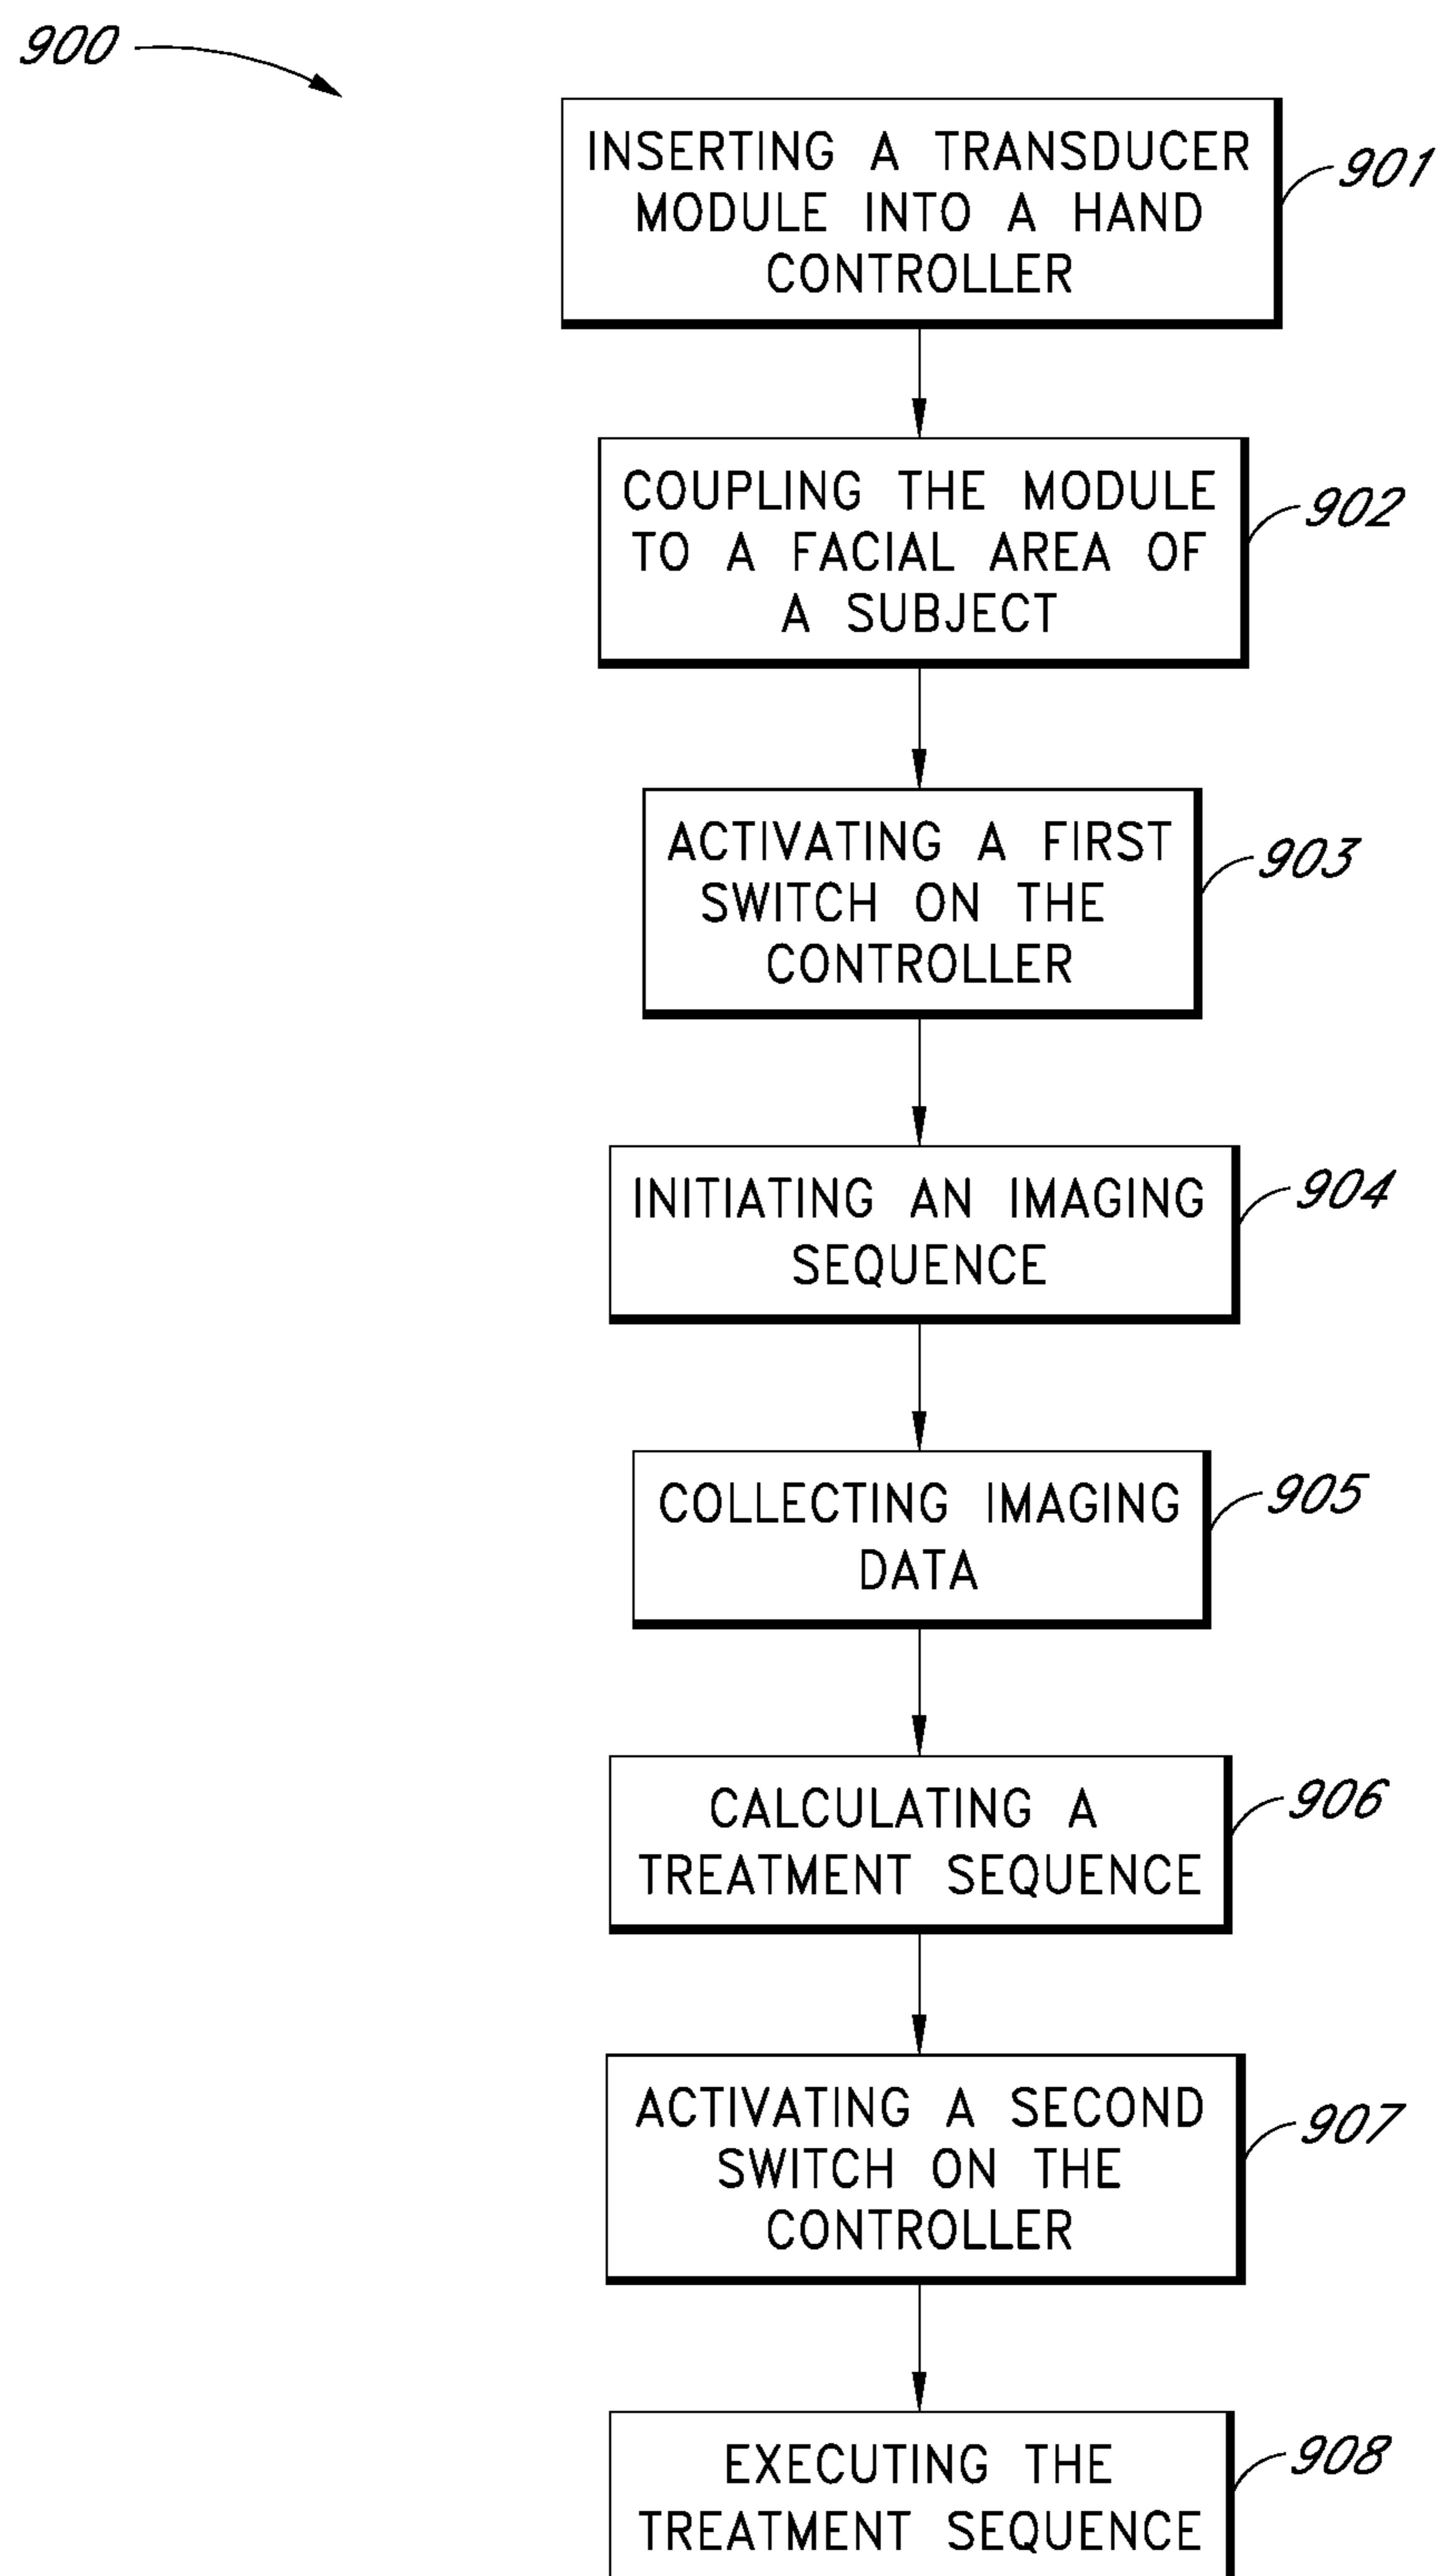 900
INSERTING A TRANSDUCER
MODULE INTO A HAND
CONTROLLER
901
COUPLING THE MODULE
TO A FACIAL AREA OF
A SUBJECT
902
ACTIVATING A FIRST
SWITCH ON THE
CONTROLLER
903
INITIATING AN IMAGING
SEQUENCE
904
COLLECTING IMAGING
DATA
905
CALCULATING A
TREATMENT SEQUENCE
906
ACTIVATING A SECOND
SWITCH ON THE
CONTROLLER
907
EXECUTING THE
TREATMENT SEQUENCE
908